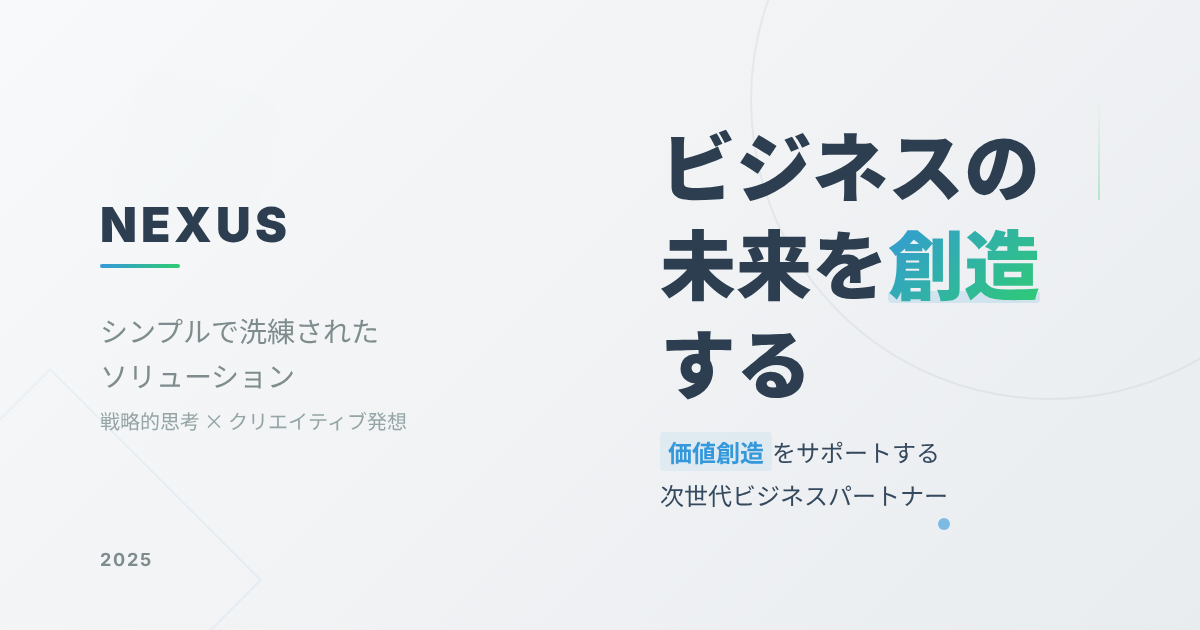 NEXUS
シンプルで洗練された
ソリューション
戦略的思考 × クリエイティブ発想
2025
ビジネスの
未来を創造
する
価値創造をサポートする
次世代ビジネスパートナー